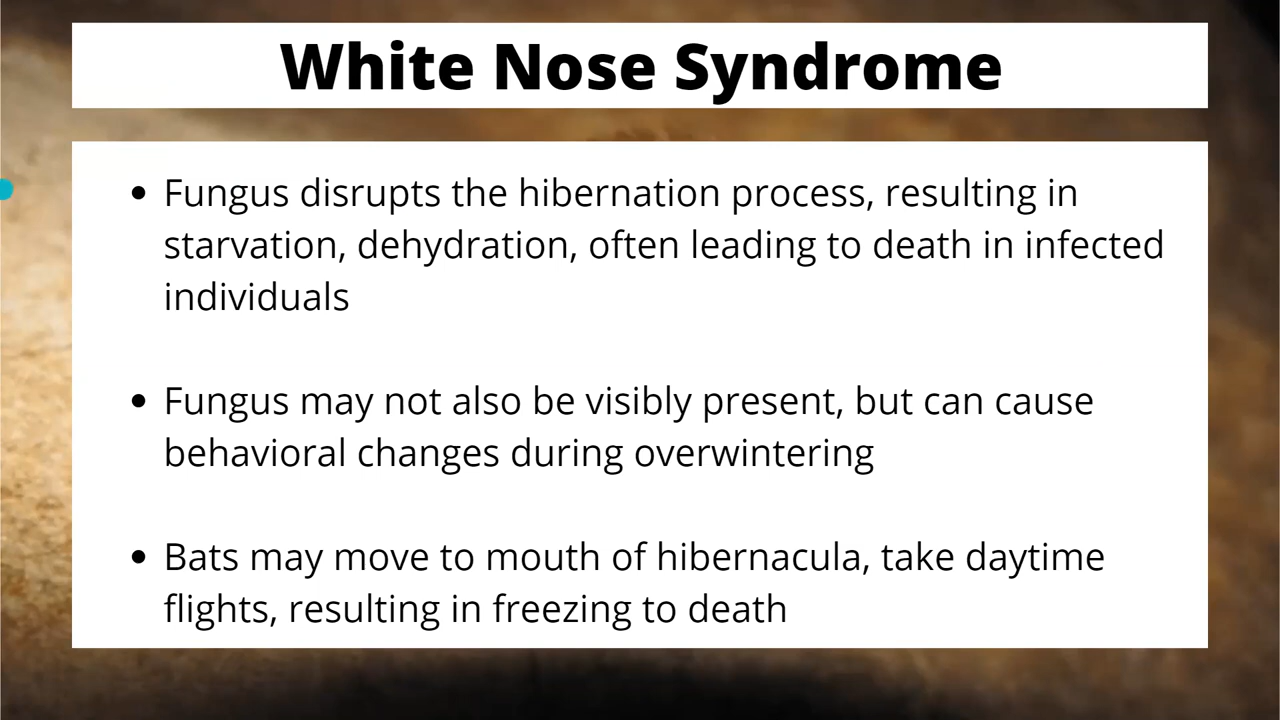 White Nose Syndrome
• Fungus disrupts the hibernation process, resulting in
starvation, dehydration, often leading to death in infected
individuals
• Fungus may not also be visibly present, but can cause
behavioral changes during overwintering
• Bats may move to mouth of hibernacula, take daytime
flights, resulting in freezing to death